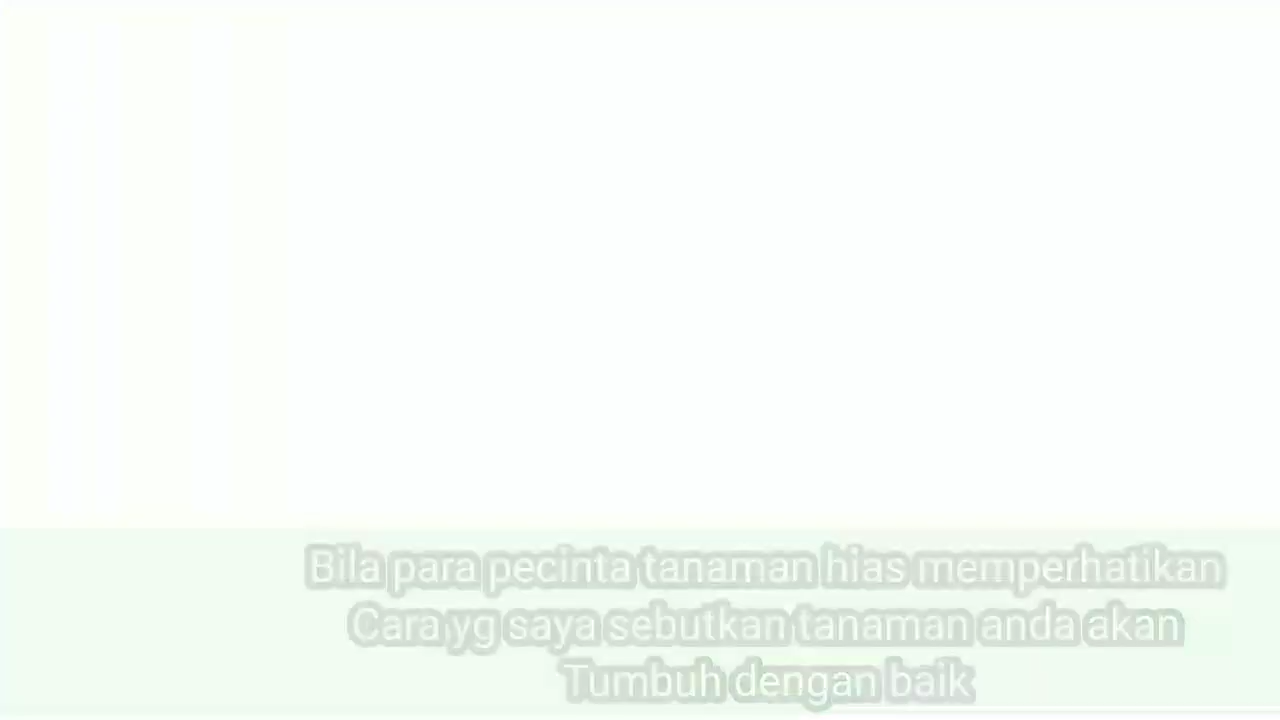 Bila para pecinta tanaman hias memperhatikan
Cara yg saya sebutkan tanaman anda akan
Tumbuh dengan baik